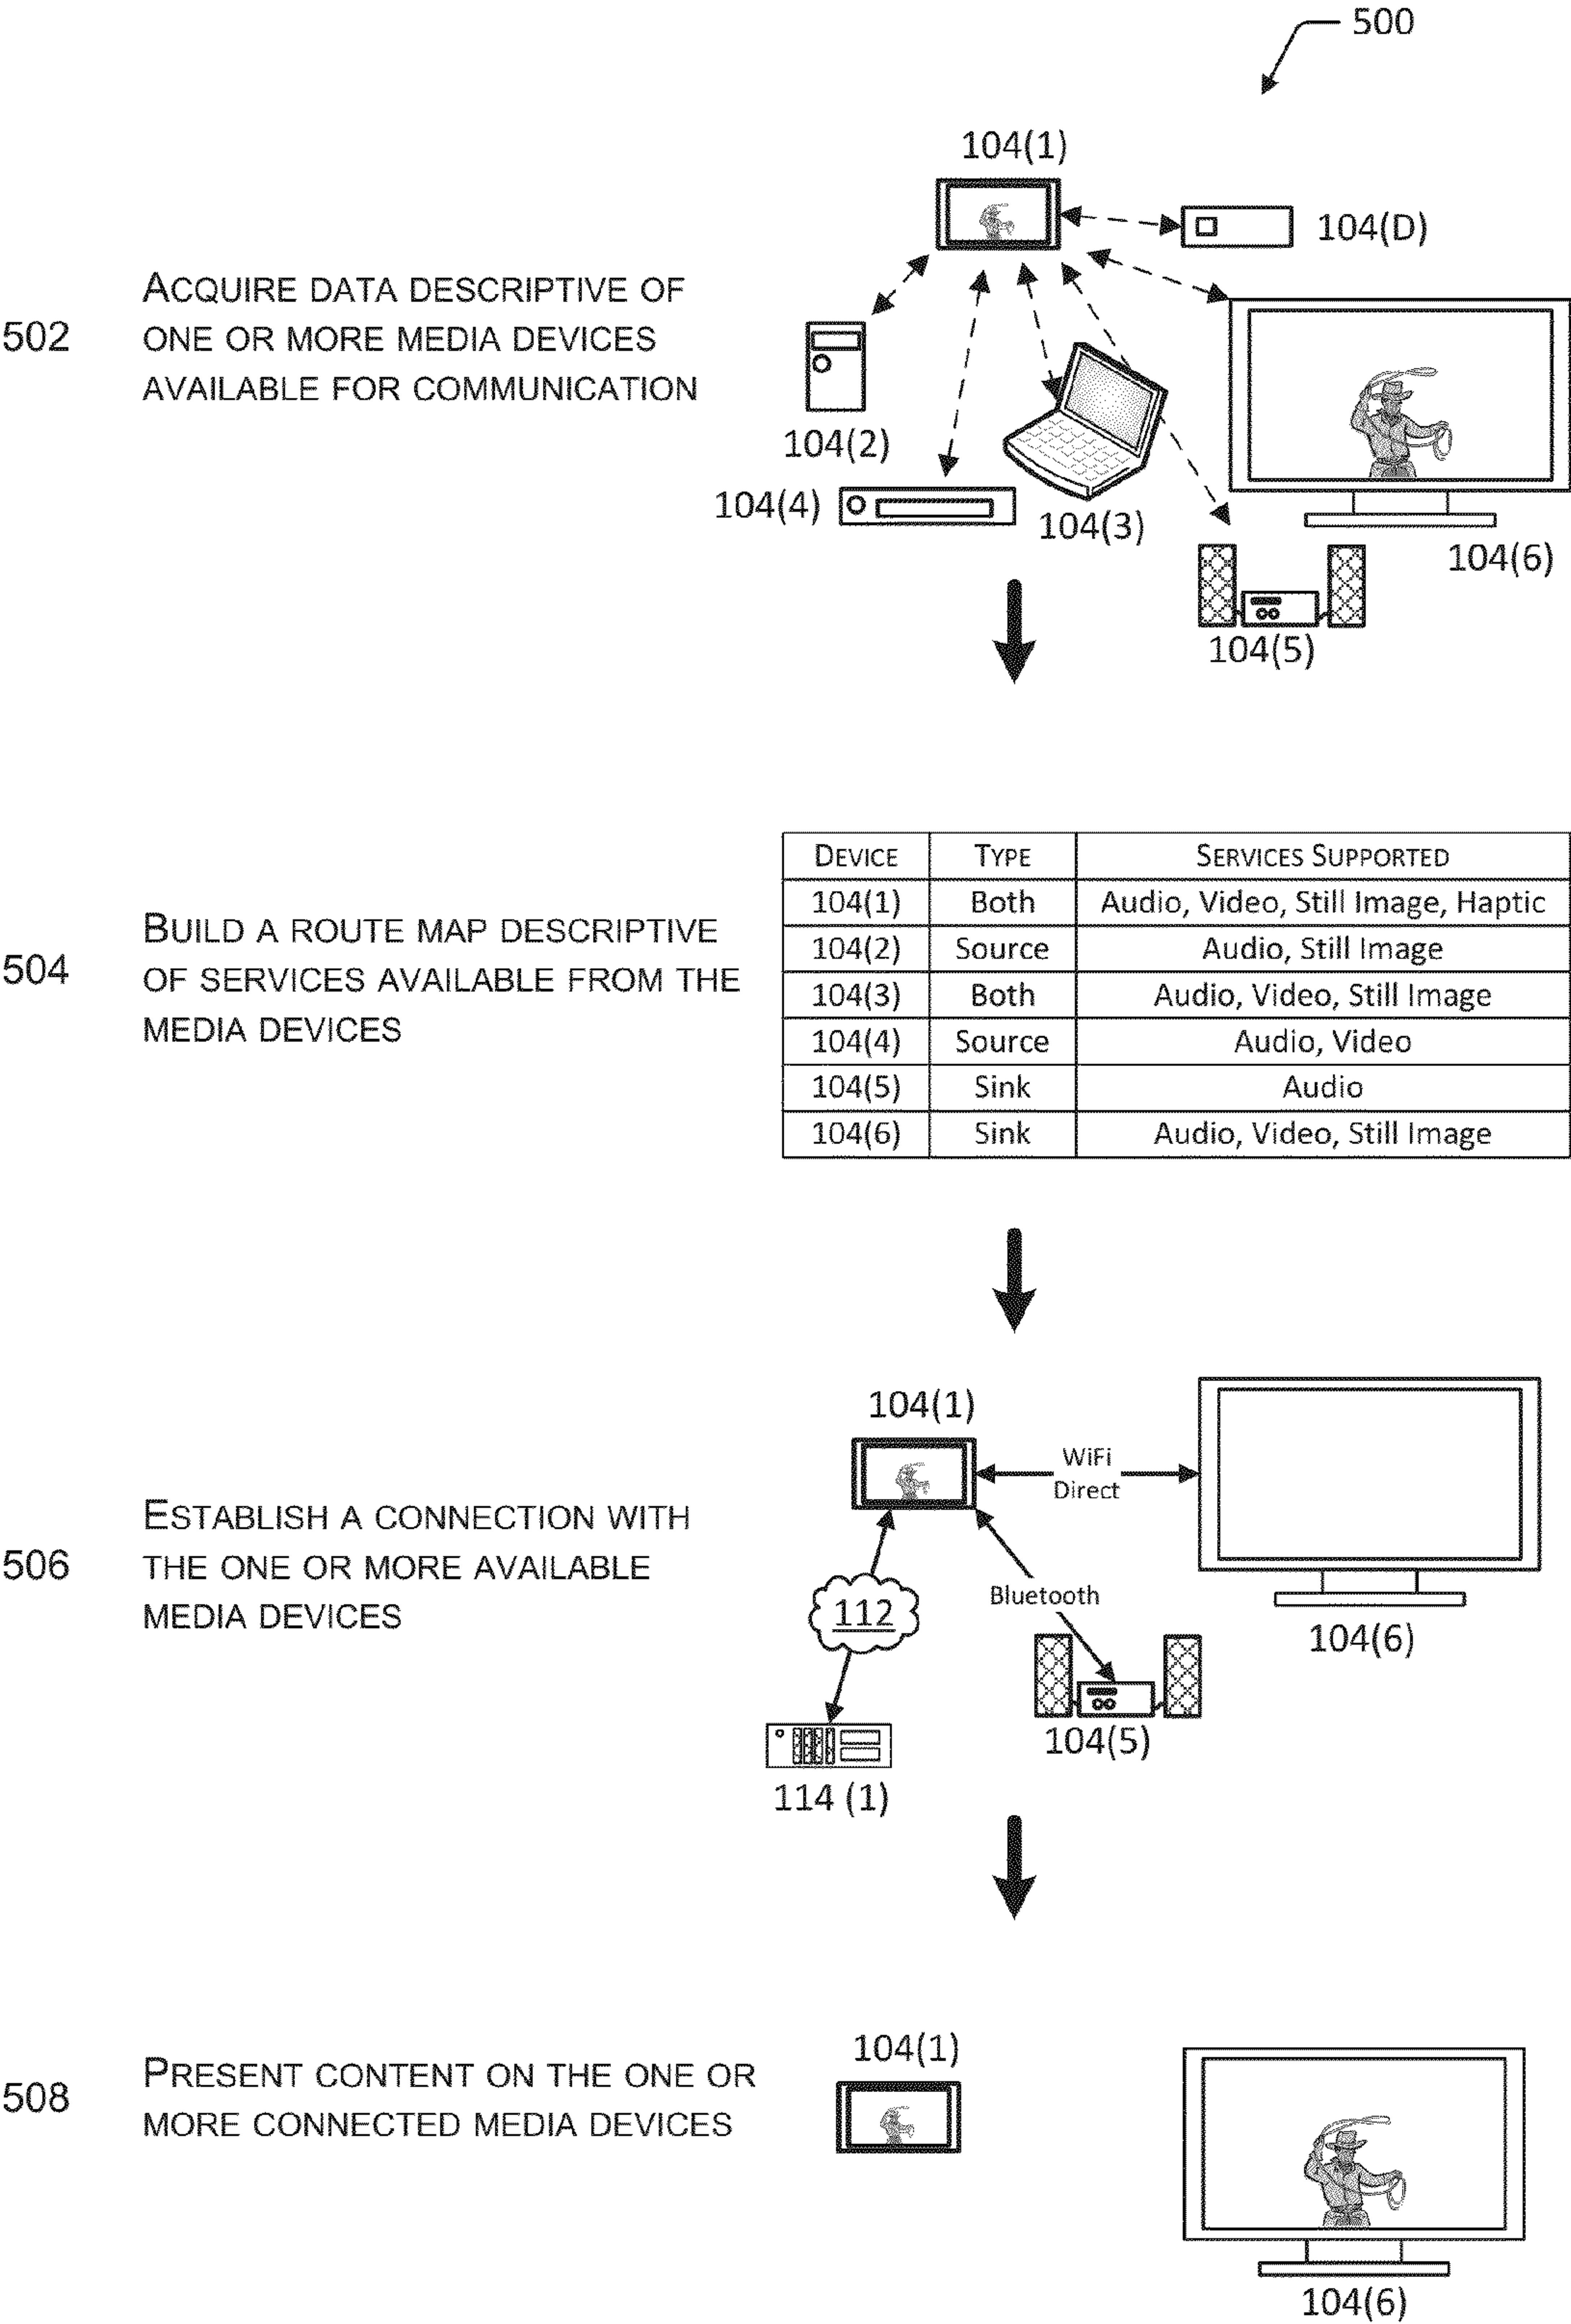 500
104(1)
104(D)
502
ACQUIRE DATA DESCRIPTIVE OF
ONE OR MORE MEDIA DEVICES
AVAILABLE FOR COMMUNICATION
104(2)
104(4)
104(3)
104(6)
104(5)
504
BUILD A ROUTE MAP DESCRIPTIVE
OF SERVICES AVAILABLE FROM THE
MEDIA DEVICES
DEVICE TYPE SERVICES SUPPORTED
104(1) Both Audio, Video, Still Image, Haptic
104(2) Source Audio, Still Image
104(3) Both Audio, Video, Still Image
104(4) Source Audio, Video
104(5) Sink Audio
104(6) Sink Audio, Video, Still Image
506
ESTABLISH A CONNECTION WITH
THE ONE OR MORE AVAILABLE
MEDIA DEVICES
104(1)
WiFi
Direct
Bluetooth
112
104(6)
104(5)
114 (1)
508
PRESENT CONTENT ON THE ONE OR
MORE CONNECTED MEDIA DEVICES
104(1)
104(6)